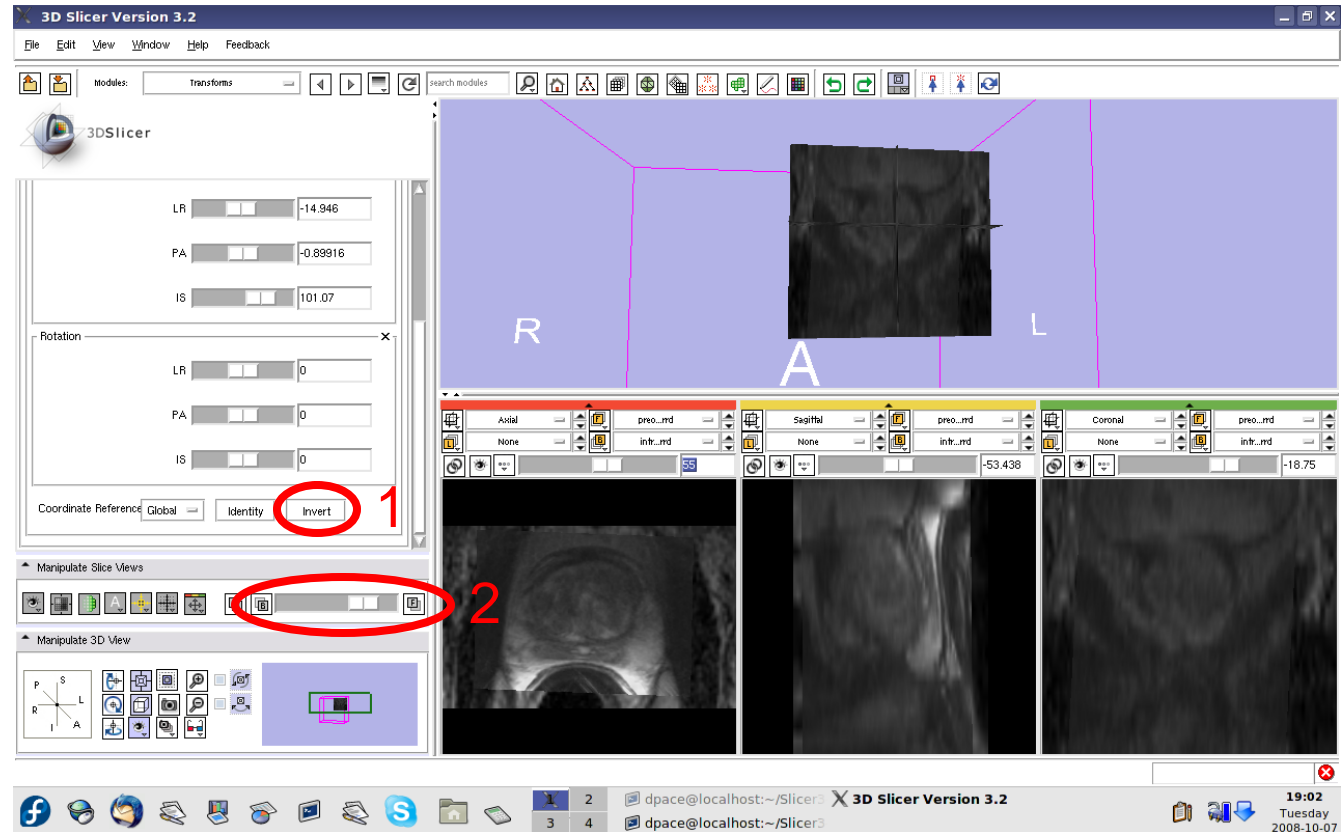 3D Slicer Version 3.2
File Edit View Window Help Feedback
Modules: Transforms search modules
3DSlicer
LR -14.946
PA -0.89916
IS 101.07
Rotation
LR 0
PA 0
IS 0
Coordinate Reference Global Identity Invert
1
Manipulate Slice Views
2
Manipulate 3D View
P S L R I A
R L
A
Axial preo...rrd
None intr...rrd
55
Sagittal preo...rrd
None intr...rrd
-53.438
Coronal preo...rrd
None intr...rrd
-18.75
1 2
3 4
dpace@localhost:~/Slicer3
3D Slicer Version 3.2
dpace@localhost:~/Slicer3
19:02
Tuesday
2008-10-07